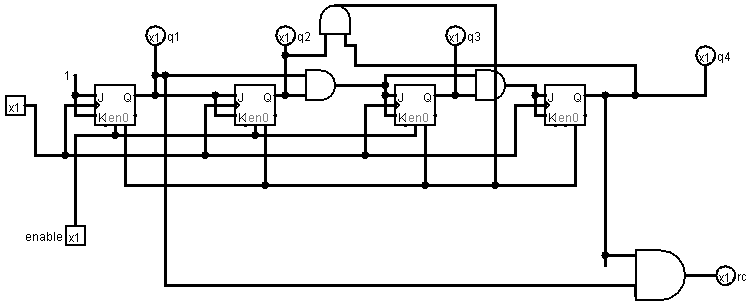 x1 q1 x1 q2 x1 q3 x1 q4
1
x1
J Q J Q J Q J Q
K en0 K en0 K en0 K en0
enable x1
x1 rc